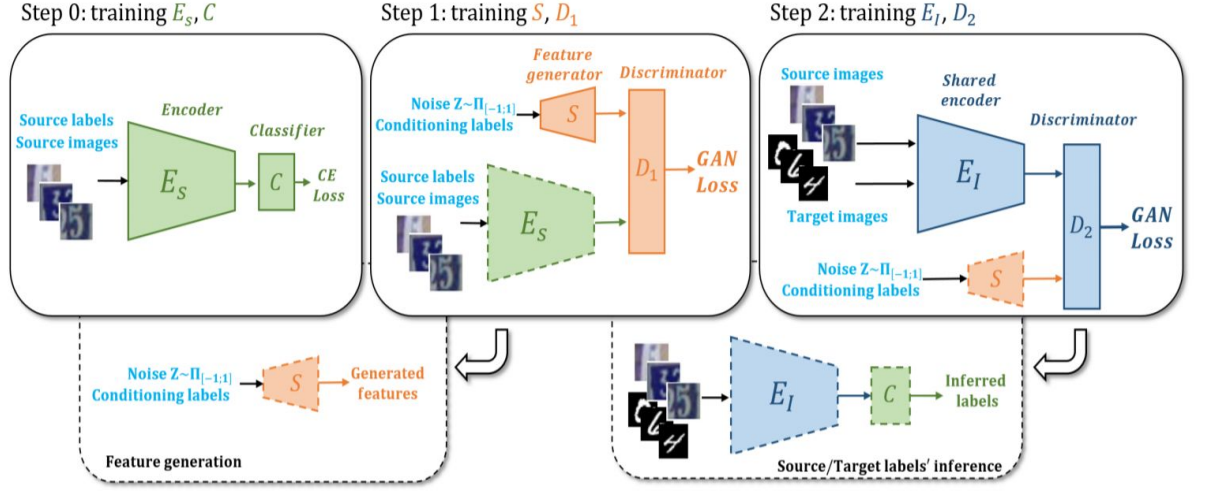 Step 0: training E_S, C
Source labels
Source images
Encoder
E_S
Classifier
C
CE
Loss
Step 1: training S, D_1
Noise Z~Π_[−1;1]
Conditioning labels
Feature
generator
S
Discriminator
D_1
GAN
Loss
Source labels
Source images
E_S
Step 2: training E_I, D_2
Source images
Target images
Shared
encoder
E_I
Discriminator
D_2
GAN
Loss
Noise Z~Π_[−1;1]
Conditioning labels
S
Noise Z~Π_[−1;1]
Conditioning labels
S
Generated
features
Feature generation
E_I
C
Inferred
labels
Source/Target labels' inference